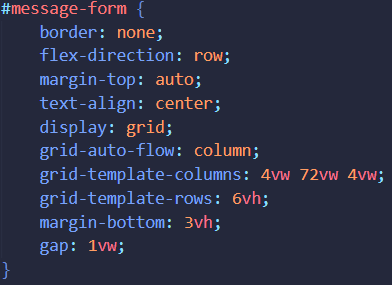 #message-form {
    border: none;
    flex-direction: row;
    margin-top: auto;
    text-align: center;
    display: grid;
    grid-auto-flow: column;
    grid-template-columns: 4vw 72vw 4vw;
    grid-template-rows: 6vh;
    margin-bottom: 3vh;
    gap: 1vw;
}